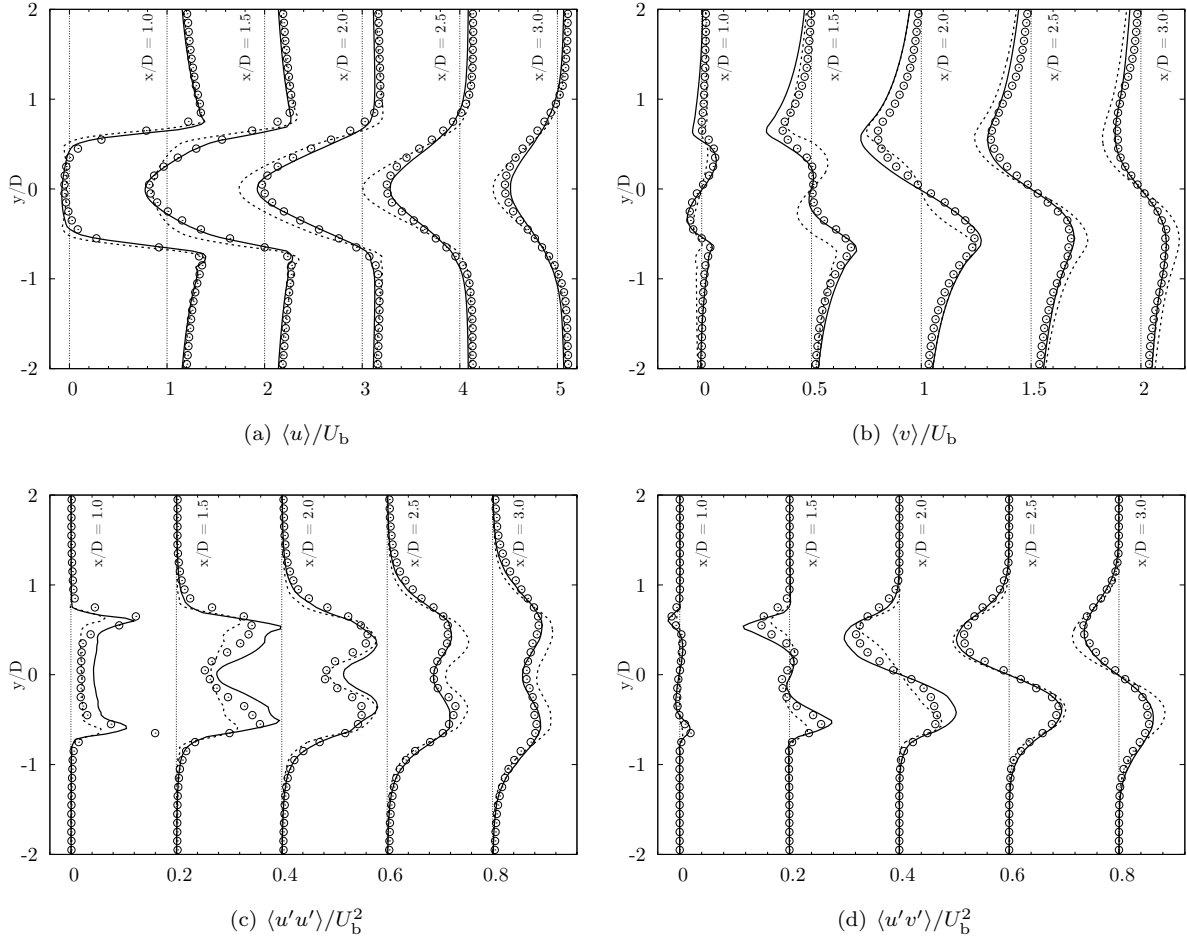 2
1
0
-1
-2
y/D
0
1
2
3
4
5
x/D = 1.0
x/D = 1.5
x/D = 2.0
x/D = 2.5
x/D = 3.0
(a) ⟨u⟩/U_b
2
1
0
-1
-2
y/D
0
0.5
1
1.5
2
x/D = 1.0
x/D = 1.5
x/D = 2.0
x/D = 2.5
x/D = 3.0
(b) ⟨v⟩/U_b
2
1
0
-1
-2
y/D
0
0.2
0.4
0.6
0.8
x/D = 1.0
x/D = 1.5
x/D = 2.0
x/D = 2.5
x/D = 3.0
(c) ⟨u′u′⟩/U_b^2
2
1
0
-1
-2
y/D
0
0.2
0.4
0.6
0.8
x/D = 1.0
x/D = 1.5
x/D = 2.0
x/D = 2.5
x/D = 3.0
(d) ⟨u′v′⟩/U_b^2